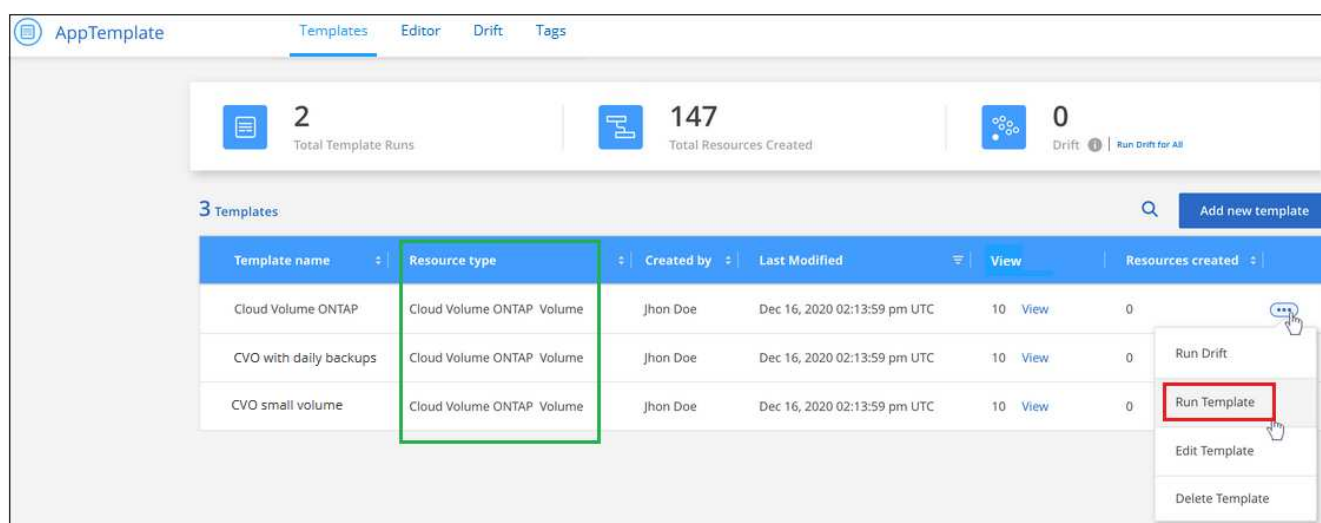 AppTemplate Templates Editor Drift Tags
2 147 0
Total Template Runs Total Resources Created Drift Run Drift for All
3 Templates Add new template
Template name Resource type Created by Last Modified View Resources created
Cloud Volume ONTAP Cloud Volume ONTAP Volume Jhon Doe Dec 16, 2020 02:13:59 pm UTC 10 View 0
CVO with daily backups Cloud Volume ONTAP Volume Jhon Doe Dec 16, 2020 02:13:59 pm UTC 10 View 0
CVO small volume Cloud Volume ONTAP Volume Jhon Doe Dec 16, 2020 02:13:59 pm UTC 10 View 0
Run Drift
Run Template
Edit Template
Delete Template